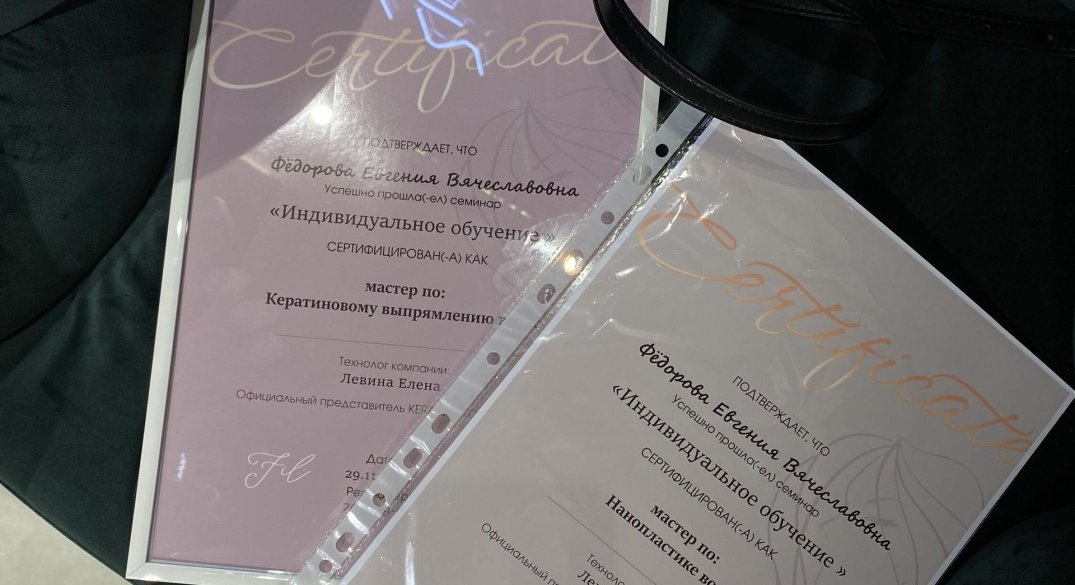 Certificate
ПОДТВЕРЖДАЕТ, ЧТО
Фёдорова Евгения Вячеславовна
Успешно прошла(-ел) семинар
«Индивидуальное обучение »
СЕРТИФИЦИРОВАН(-А) КАК
мастер по:
Кератиновому выпрямлению
Технолог компании:
Левина Елена
Официальный представитель
29.11
Certificate
ПОДТВЕРЖДАЕТ, ЧТО
Фёдорова Евгения Вячеславовна
Успешно прошла(-ел) семинар
«Индивидуальное обучение »
СЕРТИФИЦИРОВАН(-А) КАК
мастер по:
Нанопластике
Официальный